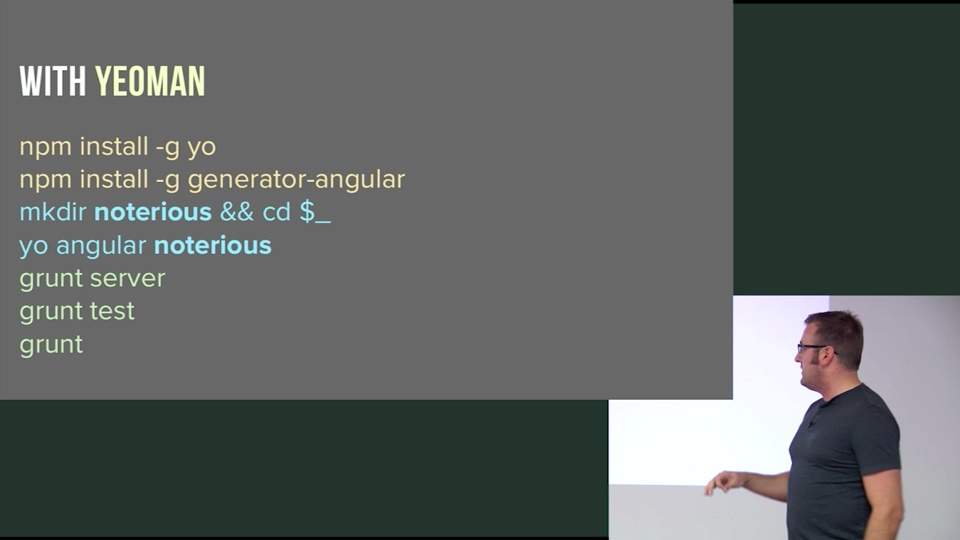 WITH YEOMAN
npm install -g yo
npm install -g generator-angular
mkdir noterious && cd $_
yo angular noterious
grunt server
grunt test
grunt